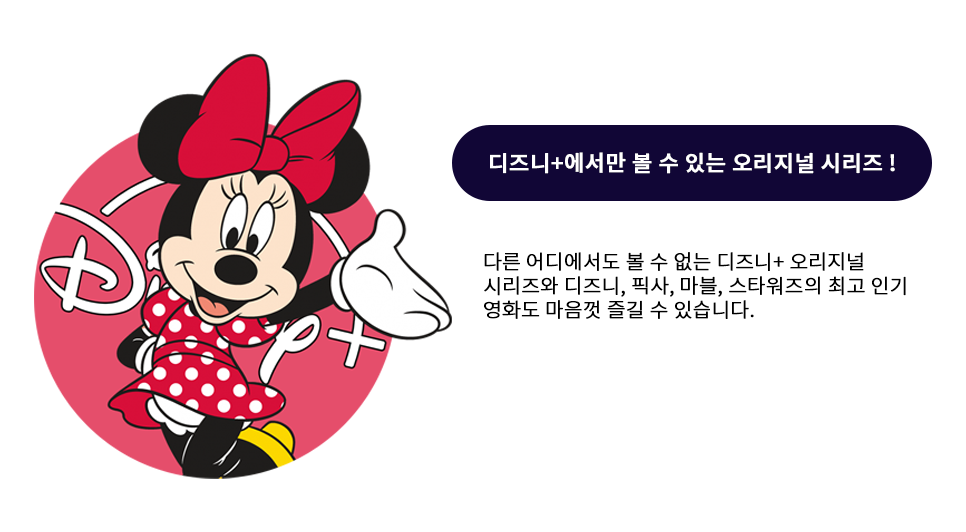 Disney+
디즈니+에서만 볼 수 있는 오리지널 시리즈 !
다른 어디에서도 볼 수 없는 디즈니+ 오리지널
시리즈와 디즈니, 픽사, 마블, 스타워즈의 최고 인기
영화도 마음껏 즐길 수 있습니다.